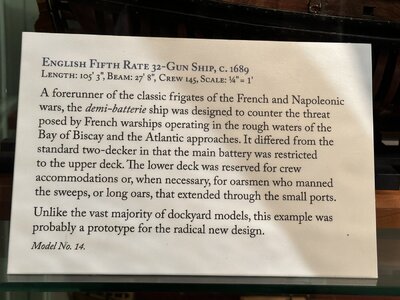 English Fifth Rate 32-Gun Ship, c. 1689
Length: 105' 3", Beam: 27' 8", Crew 145, Scale: ¼" = 1'
A forerunner of the classic frigates of the French and Napoleonic
wars, the demi-batterie ship was designed to counter the threat
posed by French warships operating in the rough waters of the
Bay of Biscay and the Atlantic approaches. It differed from the
standard two-decker in that the main battery was restricted
to the upper deck. The lower deck was reserved for crew
accommodations or, when necessary, for oarsmen who manned
the sweeps, or long oars, that extended through the small ports.
Unlike the vast majority of dockyard models, this example was
probably a prototype for the radical new design.
Model No. 14.